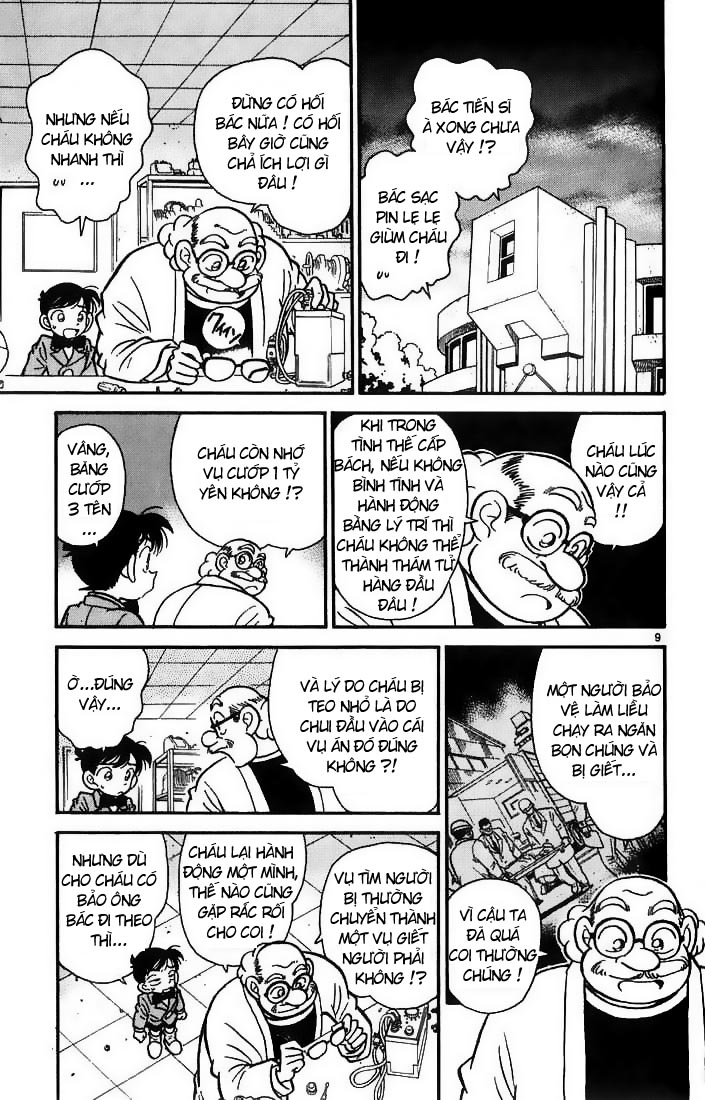 BÁC TIẾN SĨ
À XONG CHƯA
VẬY !?
BÁC SẠC
PIN LẸ LẸ
GIÙM CHÁU
ĐI !
ĐỪNG CÓ HỐI
BÁC NỮA ! CÓ HỐI
BÂY GIỜ CŨNG
CHẢ ÍCH LỢI GÌ
ĐÂU !
NHƯNG NẾU
CHÁU KHÔNG
NHANH THÌ
...
CHÁU LÚC
NÀO CŨNG
VẬY CẢ
!!
KHI TRONG
TÌNH THẾ CẤP
BÁCH, NẾU KHÔNG
BÌNH TĨNH VÀ
HÀNH ĐỘNG
BẰNG LÝ TRÍ THÌ
CHÁU KHÔNG THỂ
THÀNH THÁM TỬ
HÀNG ĐẦU
ĐÂU !
CHÁU CÒN NHỚ
VỤ CƯỚP 1 TỶ
YÊN KHÔNG !?
VÂNG,
BĂNG
CƯỚP
3 TÊN
...
9
MỘT NGƯỜI BẢO
VỆ LÀM LIỀU
CHẠY RA NGĂN
BỌN CHÚNG VÀ
BỊ GIẾT...
VÌ CẬU TA
ĐÃ QUÁ
COI THƯỜNG
CHÚNG !
VÀ LÝ DO CHÁU BỊ
TEO NHỎ LÀ DO
CHUI ĐẦU VÀO CÁI
VỤ ÁN ĐÓ ĐÚNG
KHÔNG ?!
Ờ...ĐÚNG
VẬY...
VỤ TÌM NGƯỜI
BỊ THƯỜNG
CHUYỂN THÀNH
MỘT VỤ GIẾT
NGƯỜI PHẢI
KHÔNG !?
CHÁU LẠI HÀNH
ĐỘNG MỘT MÌNH,
THẾ NÀO CŨNG
GẶP RẮC RỐI
CHO COI !
NHƯNG DÙ
CHO CHÁU CÓ
BẢO ÔNG
BÁC ĐI THEO
THÌ...